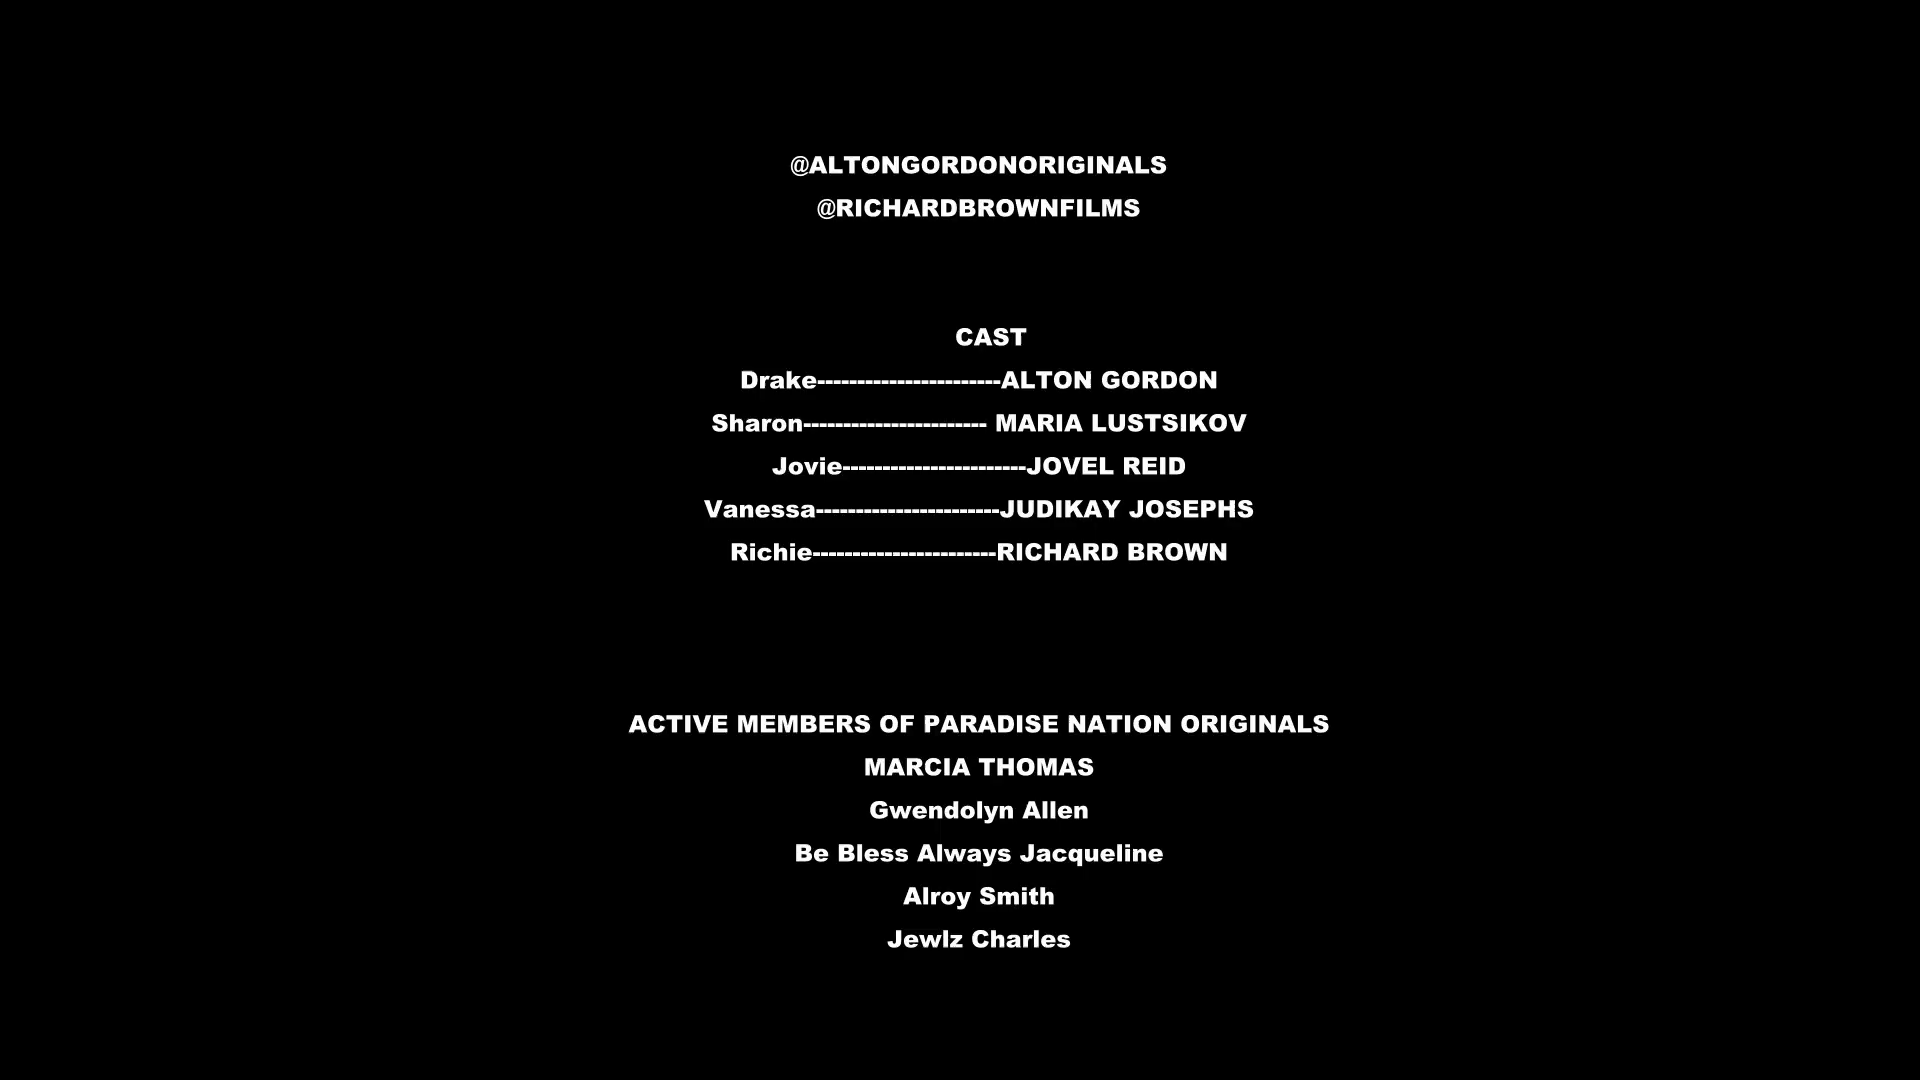 @ALTONGORDONORIGINALS
@RICHARDBROWNFILMS
CAST
Drake-----------------------ALTON GORDON
Sharon----------------------- MARIA LUSTSIKOV
Jovie-----------------------JOVEL REID
Vanessa-----------------------JUDIKAY JOSEPHS
Richie-----------------------RICHARD BROWN
ACTIVE MEMBERS OF PARADISE NATION ORIGINALS
MARCIA THOMAS
Gwendolyn Allen
Be Bless Always Jacqueline
Alroy Smith
Jewlz Charles